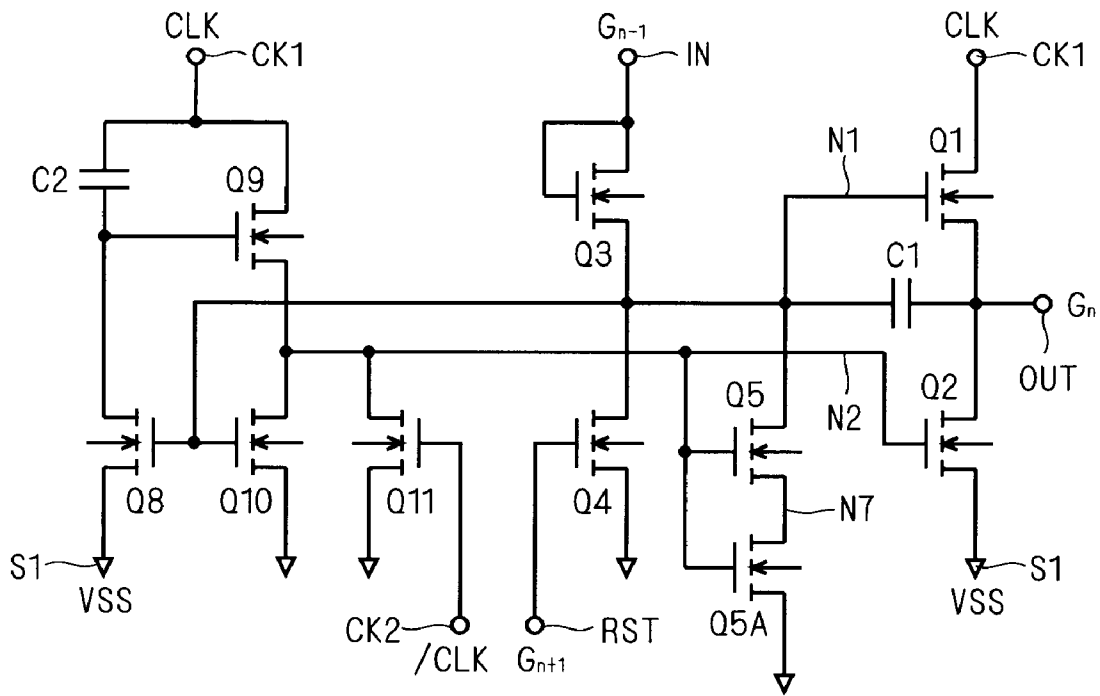 CLK
CK1
Gn-1
IN
CLK
CK1
C2
Q9
N1
Q1
Q3
C1
Gn
OUT
Q5
N2
Q2
Q8
Q10
Q11
Q4
N7
S1
VSS
Q5A
S1
VSS
CK2
/CLK
RST
Gn+1